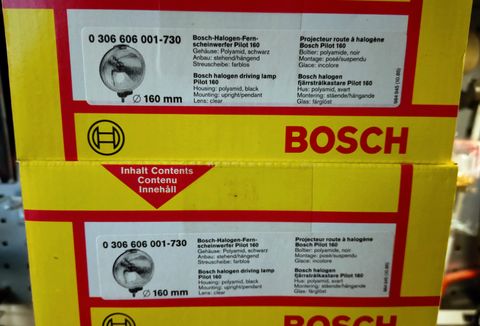 0 306 606 001-730
Bosch-Halogen-Fern-
scheinwerfer Pilot 160
Gehäuse: Polyamid, schwarz
Anbau: stehend/hängend
Streuscheibe: farblos
Bosch halogen driving lamp
Pilot 160
Housing: polyamid, black
Mounting: upright/pendant
Lens: clear
Projecteur route à halogène
Bosch Pilot 160
Boîtier: polyamide, noir
Montage: posé/suspendu
Glace: incolore
Bosch halogen
fjärrstrålkastare Pilot 160
Hus: polyamid, svart
Montering: stående/hängande
Glas: färglöst
Ø 160 mm
984 945 (10.85)
BOSCH
Inhalt Contents
Contenu
Innehåll
0 306 606 001-730
Bosch-Halogen-Fern-
scheinwerfer Pilot 160
Gehäuse: Polyamid, schwarz
Anbau: stehend/hängend
Streuscheibe: farblos
Bosch halogen driving lamp
Pilot 160
Housing: polyamid, black
Mounting: upright/pendant
Lens: clear
Projecteur route à halogène
Bosch Pilot 160
Boîtier: polyamide, noir
Montage: posé/suspendu
Glace: incolore
Bosch halogen
fjärrstrålkastare Pilot 160
Hus: polyamid, svart
Montering: stående/hängande
Glas: färglöst
Ø 160 mm
BOSCH